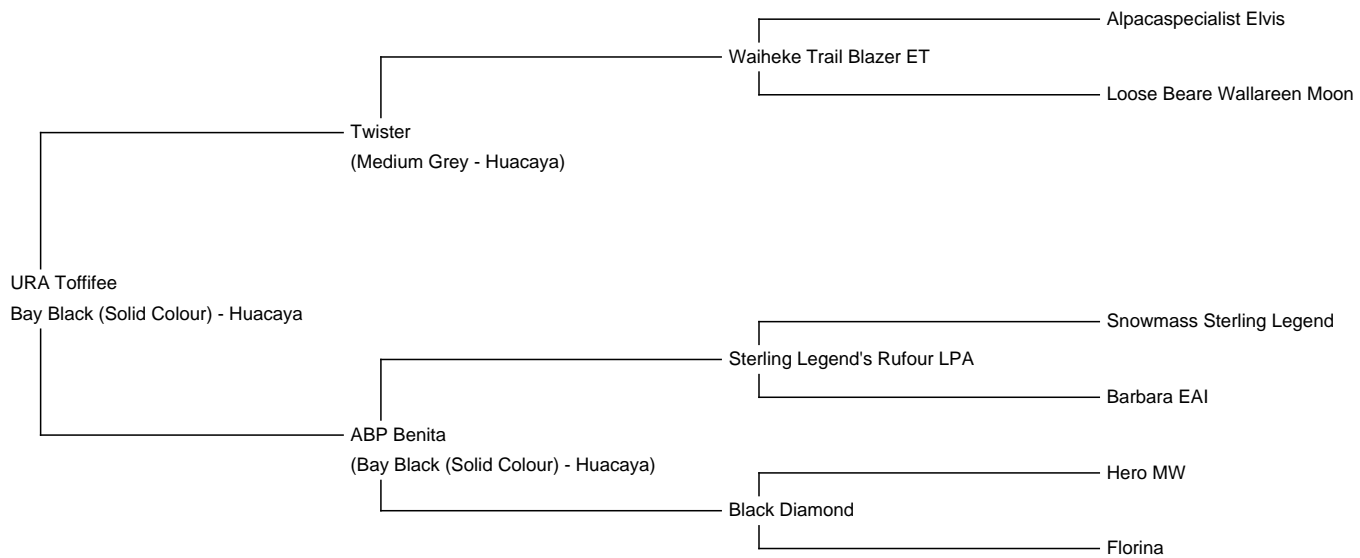 Alpacaspecialist Elvis
Waiheke Trail Blazer ET
Loose Beare Wallareen Moon
Twister
(Medium Grey - Huacaya)
URA Toffifee
Bay Black (Solid Colour) - Huacaya
Snowmass Sterling Legend
Sterling Legend's Rufour LPA
Barbara EAI
ABP Benita
(Bay Black (Solid Colour) - Huacaya)
Hero MW
Black Diamond
Florina